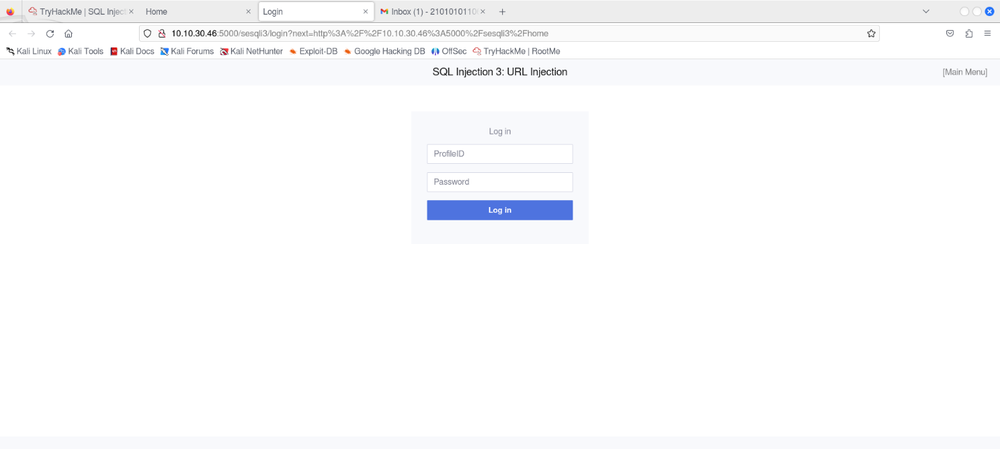 TryHackMe | SQL Inject
Home
Login
Inbox (1) - 2101010110
10.10.30.46:5000/sesqli3/login?next=http%3A%2F%2F10.10.30.46%3A5000%2Fsesqli3%2Fhome
Kali Linux Kali Tools Kali Docs Kali Forums Kali NetHunter Exploit-DB Google Hacking DB OffSec TryHackMe | RootMe
SQL Injection 3: URL Injection
[Main Menu]
Log in
ProfileID
Password
Log in